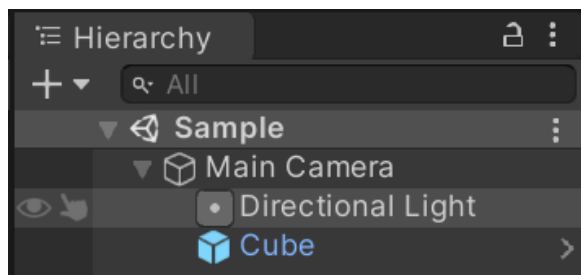 Hierarchy
All
Sample
Main Camera
Directional Light
Cube